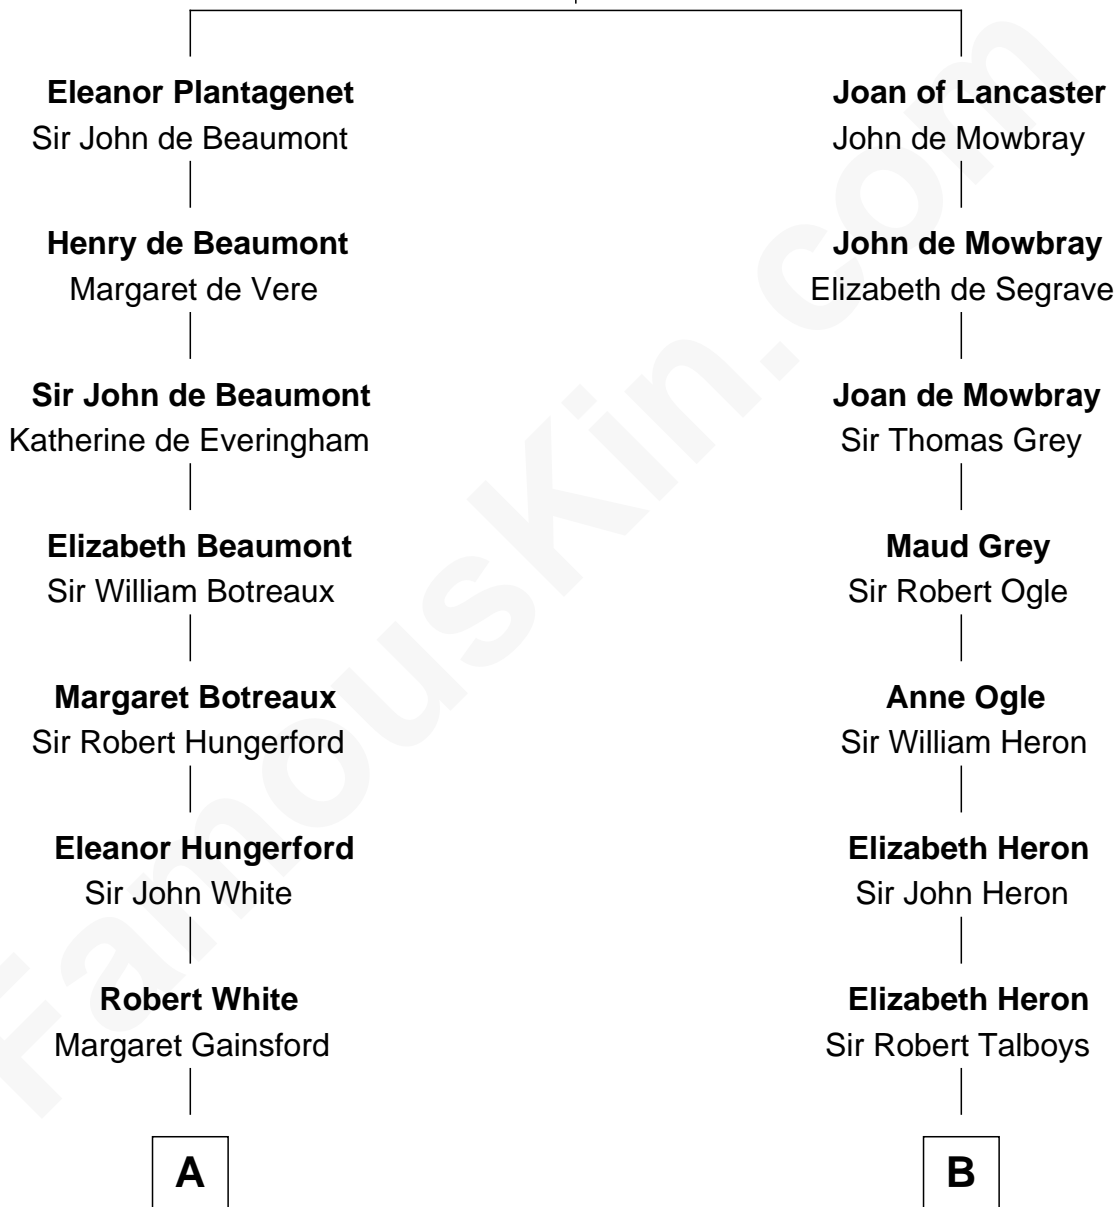 Eleanor Plantagenet
Sir John de Beaumont
Henry de Beaumont
Margaret de Vere
Sir John de Beaumont
Katherine de Everingham
Elizabeth Beaumont
Sir William Botreaux
Margaret Botreaux
Sir Robert Hungerford
Eleanor Hungerford
Sir John White
Robert White
Margaret Gainsford
A
Joan of Lancaster
John de Mowbray
John de Mowbray
Elizabeth de Segrave
Joan de Mowbray
Sir Thomas Grey
Maud Grey
Sir Robert Ogle
Anne Ogle
Sir William Heron
Elizabeth Heron
Sir John Heron
Elizabeth Heron
Sir Robert Talboys
B
FamousKin.com